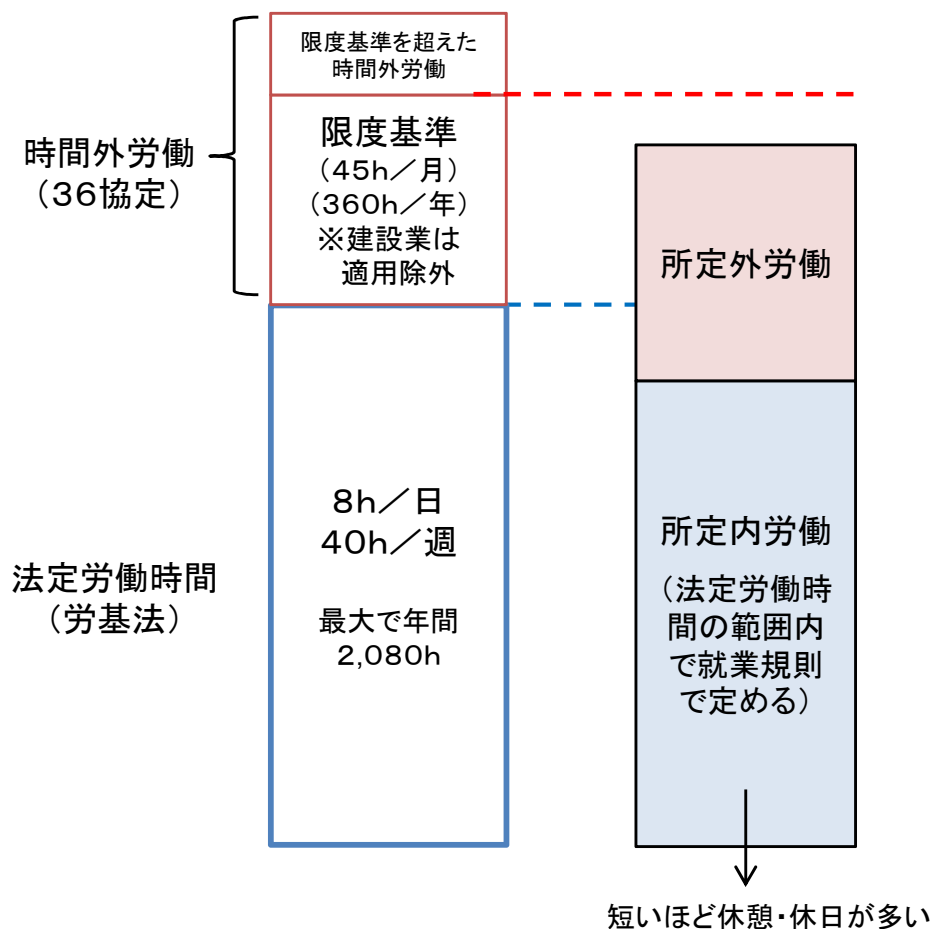 限度基準を超えた
時間外労働
時間外労働
（３６協定）
限度基準
（４５ｈ／月）
（３６０ｈ／年）
※建設業は
適用除外
所定外労働
法定労働時間
（労基法）
８ｈ／日
４０ｈ／週
最大で年間
２，０８０ｈ
所定内労働
（法定労働時
間の範囲内
で就業規則
で定める）
短いほど休憩・休日が多い